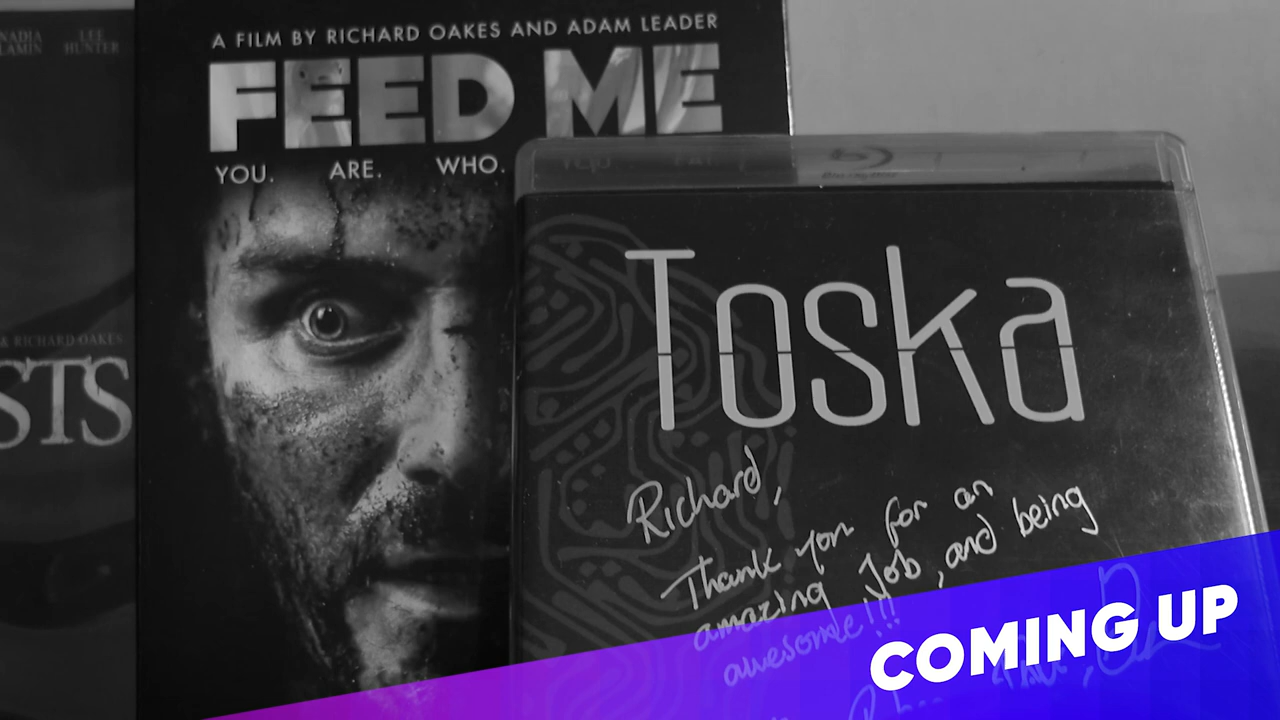 NADIA LEE
LAMIN HUNTER
& RICHARD OAKES
STS
A FILM BY RICHARD OAKES AND ADAM LEADER
FEED ME
YOU. ARE. WHO.
Toska
Richard,
Thank you for an
amazing Job, and being
awesome!!!
COMING UP